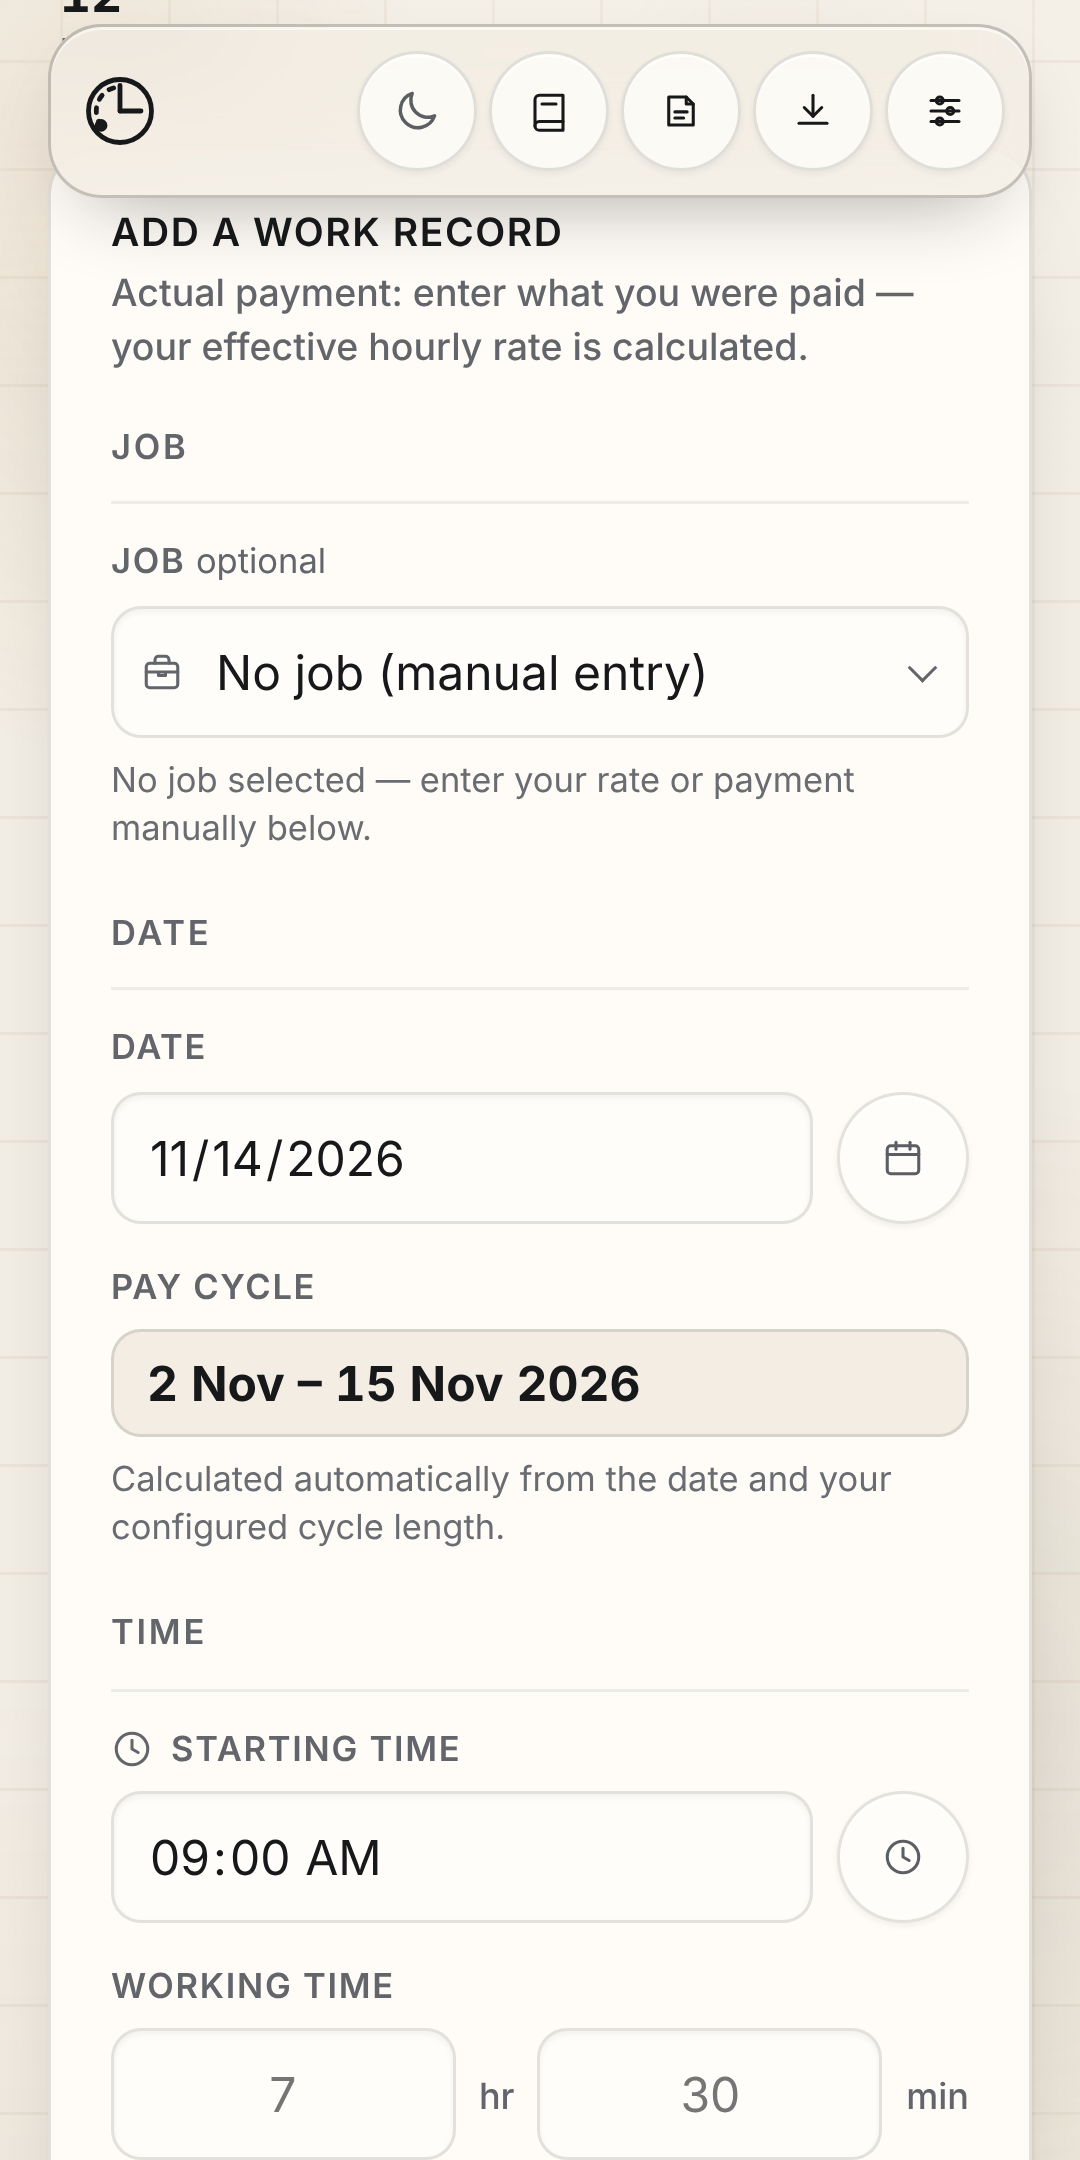 12
ADD A WORK RECORD
Actual payment: enter what you were paid —
your effective hourly rate is calculated.
JOB
JOB optional
No job (manual entry)
No job selected — enter your rate or payment
manually below.
DATE
DATE
11/14/2026
PAY CYCLE
2 Nov – 15 Nov 2026
Calculated automatically from the date and your
configured cycle length.
TIME
STARTING TIME
09:00 AM
WORKING TIME
7 hr 30 min